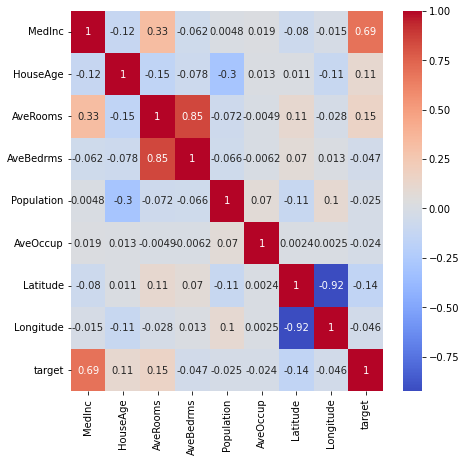 MedInc 1 -0.12 0.33 -0.062 0.0048 0.019 -0.08 -0.015 0.69
HouseAge -0.12 1 -0.15 -0.078 -0.3 0.013 0.011 -0.11 0.11
AveRooms 0.33 -0.15 1 0.85 -0.072 -0.0049 0.11 -0.028 0.15
AveBedrms -0.062 -0.078 0.85 1 -0.066 -0.0062 0.07 0.013 -0.047
Population 0.0048 -0.3 -0.072 -0.066 1 0.07 -0.11 0.1 -0.025
AveOccup 0.019 0.013 -0.0049 -0.0062 0.07 1 0.0024 0.0025 -0.024
Latitude -0.08 0.011 0.11 0.07 -0.11 0.0024 1 -0.92 -0.14
Longitude -0.015 -0.11 -0.028 0.013 0.1 0.0025 -0.92 1 -0.046
target 0.69 0.11 0.15 -0.047 -0.025 -0.024 -0.14 -0.046 1
MedInc
HouseAge
AveRooms
AveBedrms
Population
AveOccup
Latitude
Longitude
target
1.00
0.75
0.50
0.25
0.00
-0.25
-0.50
-0.75